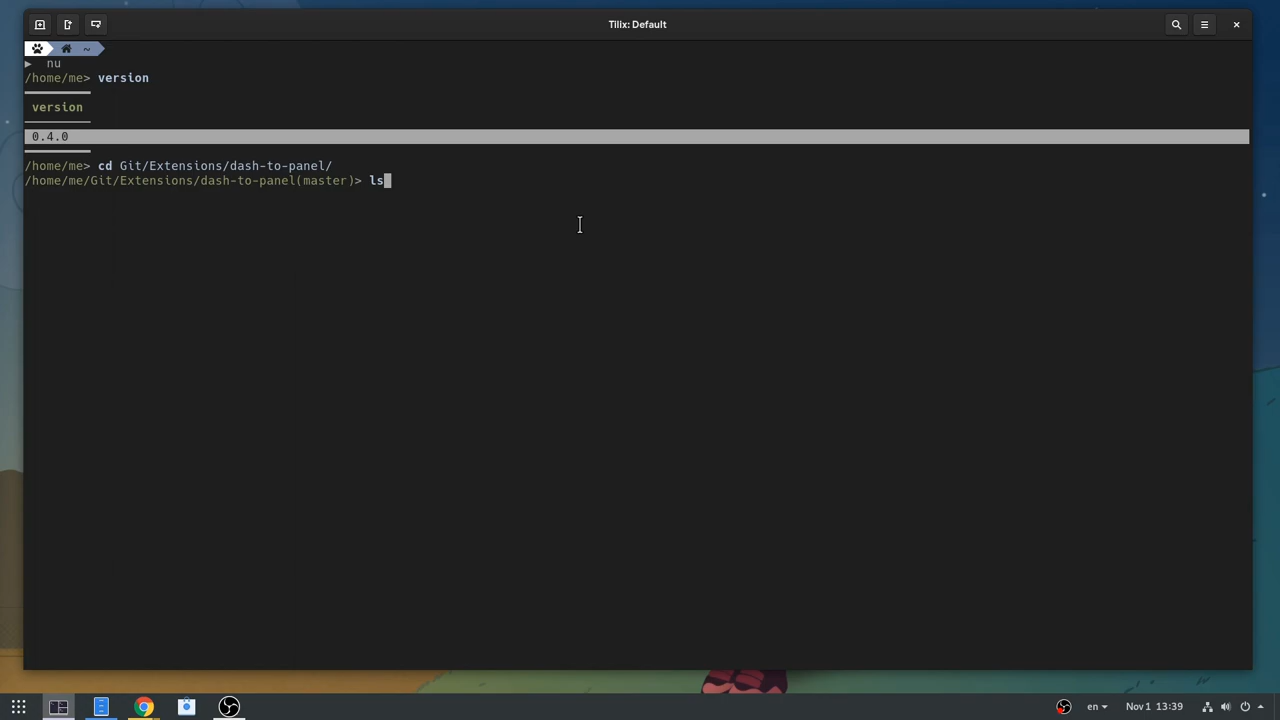 Tilix: Default
~
nu
/home/me> version
version
0.4.0
/home/me> cd Git/Extensions/dash-to-panel/
/home/me/Git/Extensions/dash-to-panel(master)> ls
en
Nov 1 13:39